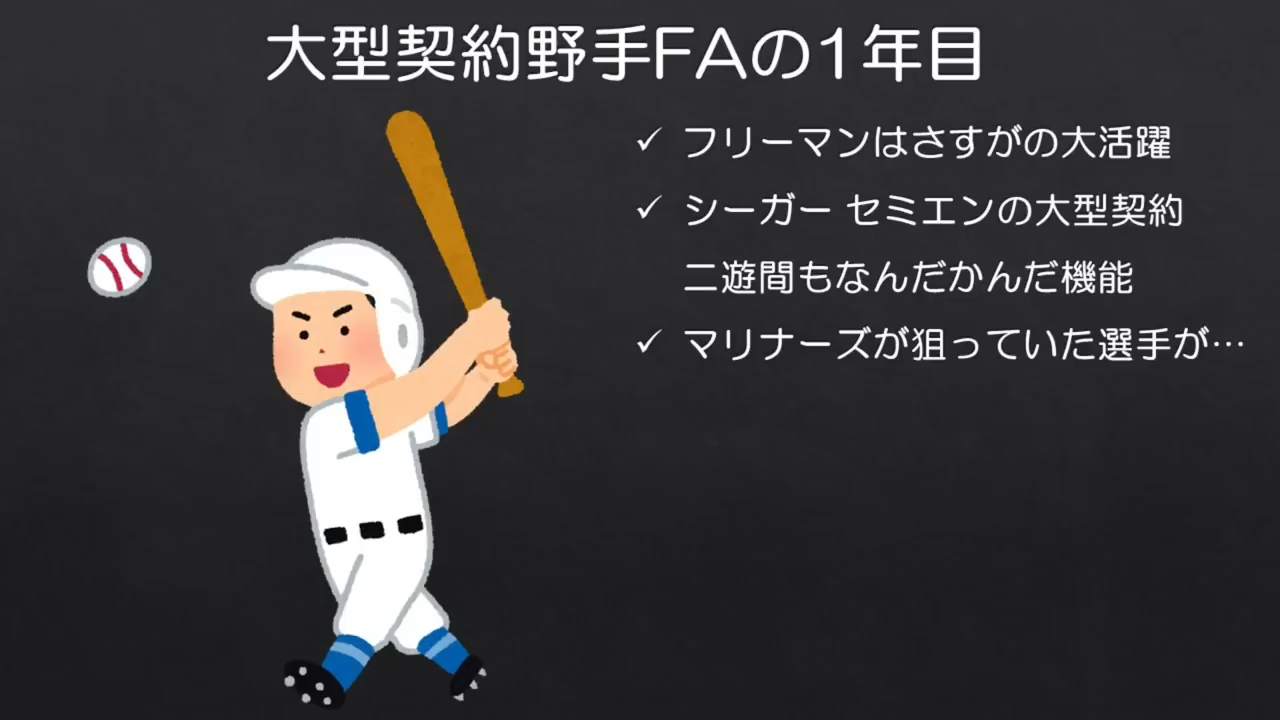 大型契約野手FAの1年目
✓ フリーマンはさすがの大活躍
✓ シーガー セミエンの大型契約
二遊間もなんだかんだ機能
✓ マリナーズが狙っていた選手が…